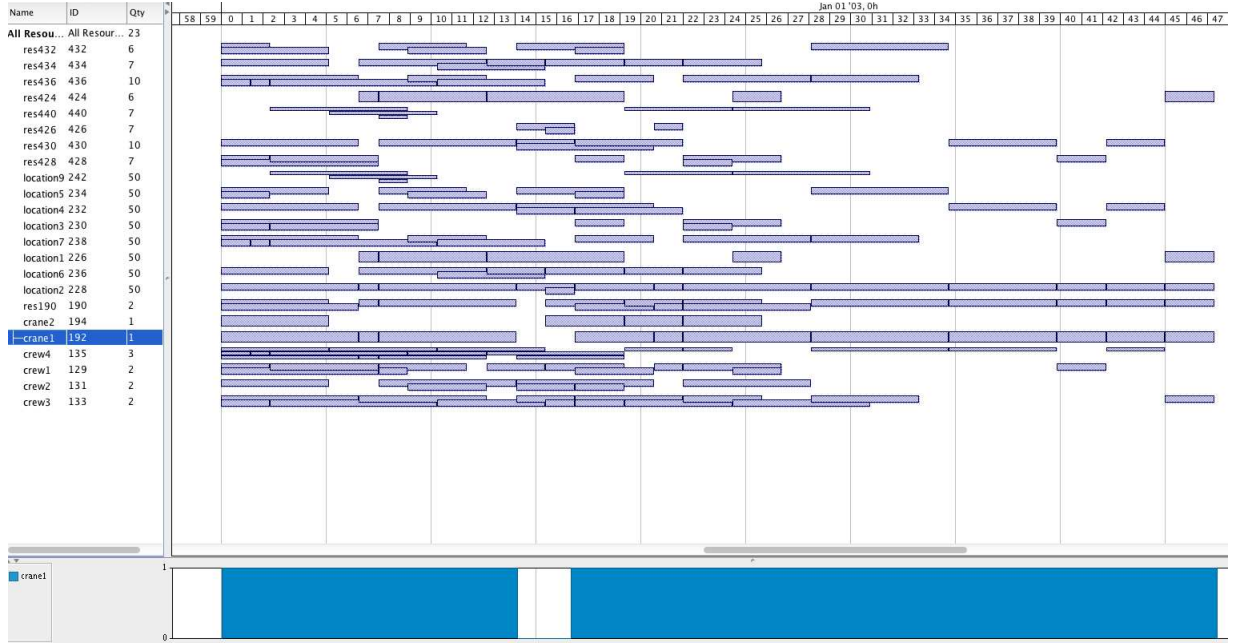 Jan 01 '03, 0h
Name ID Qty
58 59 0 1 2 3 4 5 6 7 8 9 10 11 12 13 14 15 16 17 18 19 20 21 22 23 24 25 26 27 28 29 30 31 32 33 34 35 36 37 38 39 40 41 42 43 44 45 46 47
All Resou... All Resour... 23
res432 432 6
res434 434 7
res436 436 10
res424 424 6
res440 440 7
res426 426 7
res430 430 10
res428 428 7
location9 242 50
location5 234 50
location4 232 50
location3 230 50
location7 238 50
location1 226 50
location6 236 50
location2 228 50
res190 190 2
crane2 194 1
crane1 192 1
crew4 135 3
crew1 129 2
crew2 131 2
crew3 133 2
crane1
1
0